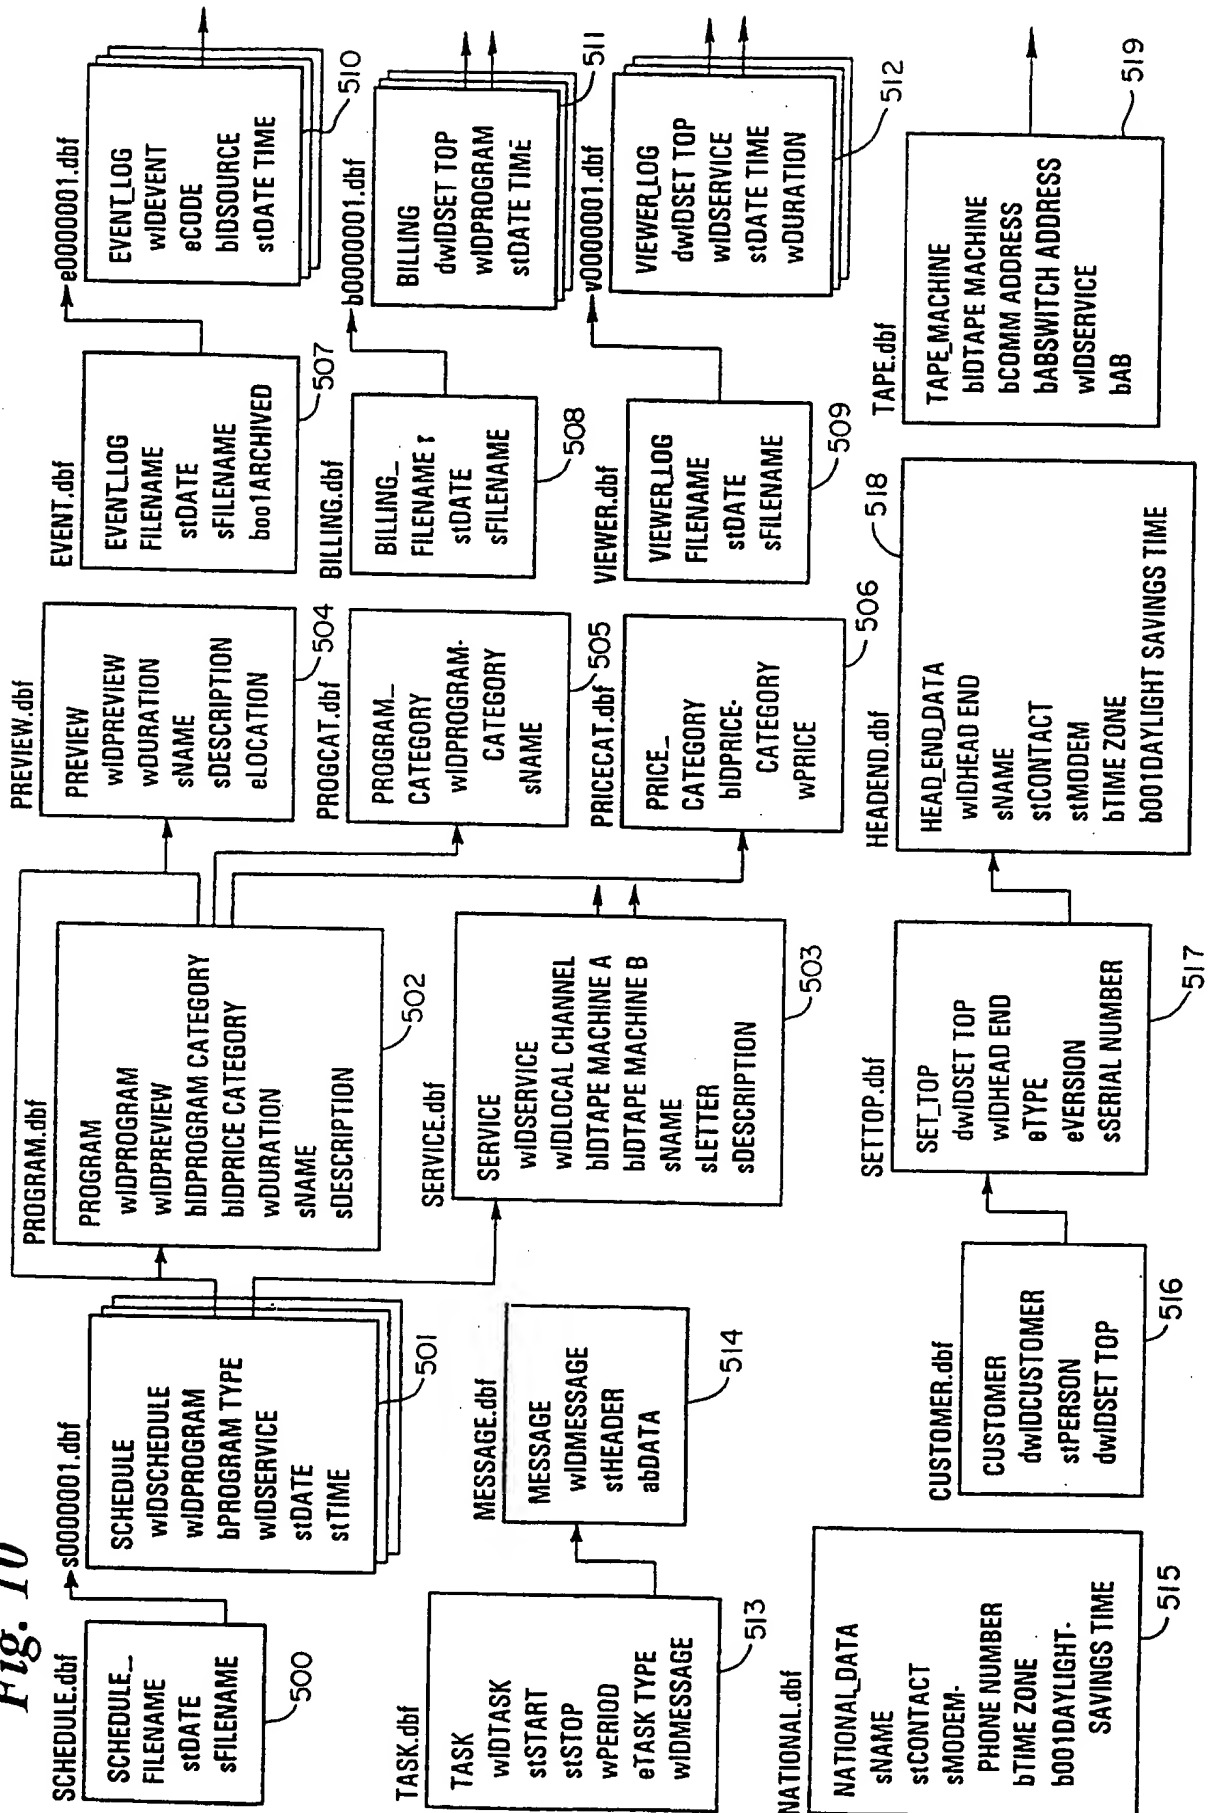 Fig. 10
SCHEDULE.dbf
SCHEDULE_
FILENAME
stDATE
sFILENAME
500
s0000001.dbf
SCHEDULE
wIDSCHEDULE
wIDPROGRAM
bPROGRAM TYPE
wIDSERVICE
stDATE
stTIME
501
PROGRAM.dbf
PROGRAM
wIDPROGRAM
wIDPREVIEW
bIDPROGRAM CATEGORY
bIDPRICE CATEGORY
wDURATION
sNAME
sDESCRIPTION
502
PREVIEW.dbf
PREVIEW
wIDPREVIEW
wDURATION
sNAME
sDESCRIPTION
eLOCATION
504
EVENT.dbf
EVENT_LOG
FILENAME
stDATE
sFILENAME
boo1ARCHIVED
507
e0000001.dbf
EVENT_LOG
wIDEVENT
eCODE
bIDSOURCE
stDATE TIME
510
TASK.dbf
TASK
wIDTASK
stSTART
stSTOP
wPERIOD
eTASK TYPE
wIDMESSAGE
513
MESSAGE.dbf
MESSAGE
wIDMESSAGE
stHEADER
abDATA
514
SERVICE.dbf
SERVICE
wIDSERVICE
wIDLOCAL CHANNEL
bIDTAPE MACHINE A
bIDTAPE MACHINE B
sNAME
sLETTER
sDESCRIPTION
503
PROGCAT.dbf
PROGRAM_
CATEGORY
wIDPROGRAM-
CATEGORY
sNAME
505
PRICECAT.dbf
PRICE_
CATEGORY
bIDPRICE-
CATEGORY
wPRICE
506
BILLING.dbf
BILLING_
FILENAME
stDATE
sFILENAME
508
b0000001.dbf
BILLING
dwIDSET TOP
wIDPROGRAM
stDATE TIME
511
VIEWER.dbf
VIEWER_LOG
FILENAME
stDATE
sFILENAME
509
v0000001.dbf
VIEWER_LOG
dwIDSET TOP
wIDSERVICE
stDATE TIME
wDURATION
512
NATIONAL.dbf
NATIONAL_DATA
sNAME
stCONTACT
sMODEM-
PHONE NUMBER
bTIME ZONE
b001DAYLIGHT-
SAVINGS TIME
515
CUSTOMER.dbf
CUSTOMER
dwIDCUSTOMER
stPERSON
dwIDSET TOP
516
SETTOP.dbf
SET_TOP
dwIDSET TOP
wIDHEAD END
eTYPE
eVERSION
sSERIAL NUMBER
517
HEADEND.dbf
HEAD_END_DATA
wIDHEAD END
sNAME
stCONTACT
stMODEM
bTIME ZONE
b001DAYLIGHT SAVINGS TIME
518
TAPE.dbf
TAPE_MACHINE
bIDTAPE MACHINE
bCOMM ADDRESS
bABSWITCH ADDRESS
wIDSERVICE
bAB
519